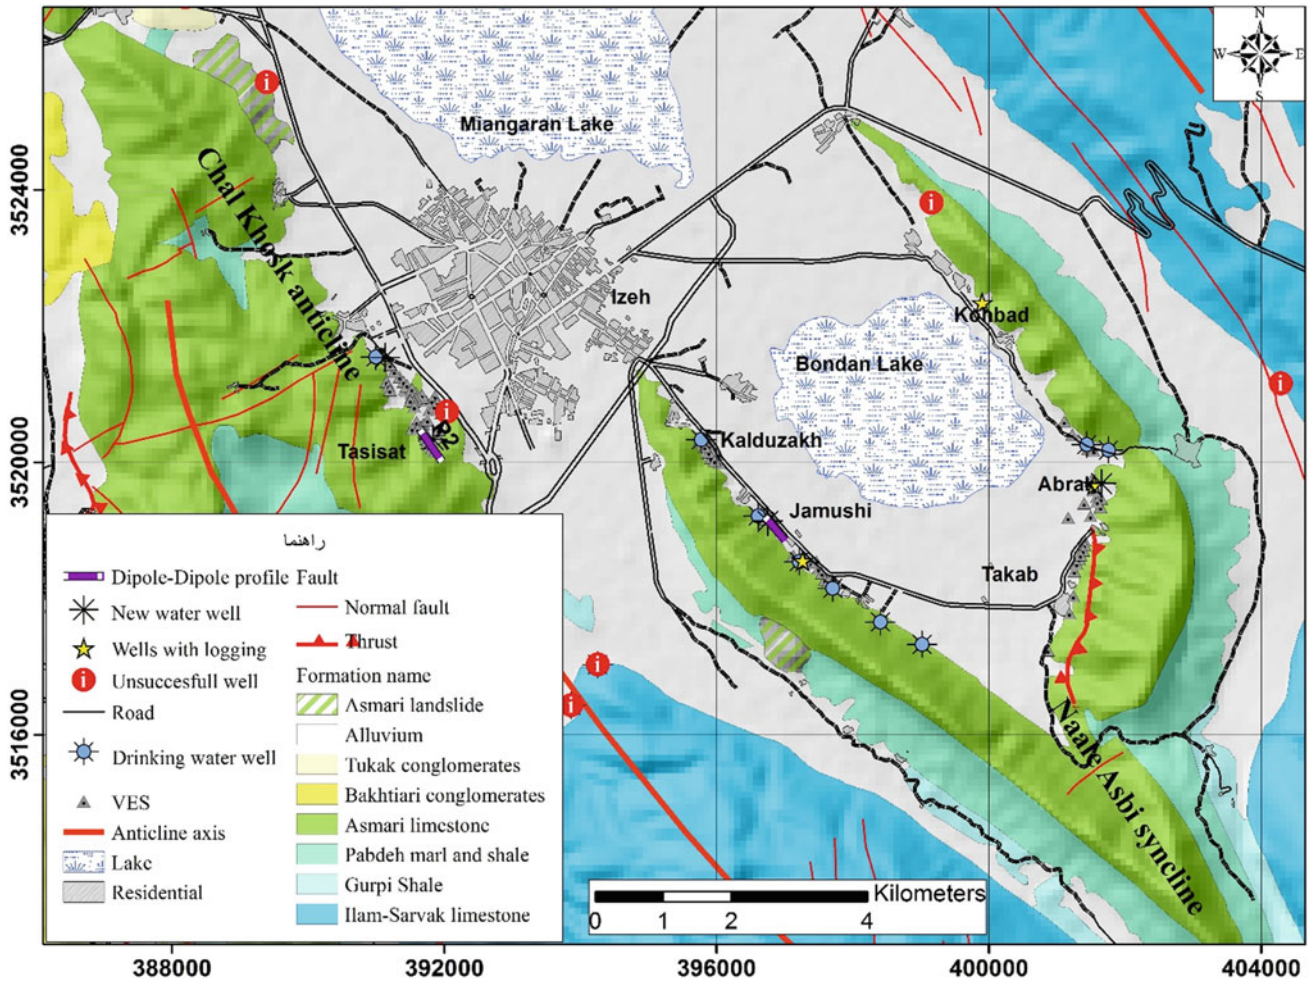 N
W
E
S
Miangaran Lake
3524000
Chal Khosk anticline
Izeh
Kohbad
Bondan Lake
Kalduzakh
Tasisat
3520000
Abrak
Jamushi
Takab
راهنما
Dipole-Dipole profile
New water well
Wells with logging
Unsuccesfull well
Road
Drinking water well
VES
Anticline axis
Lake
Residential
Fault
Normal fault
Thrust
Formation name
Asmari landslide
Alluvium
Tukak conglomerates
Bakhtiari conglomerates
Asmari limestone
Pabdeh marl and shale
Gurpi Shale
Ilam-Sarvak limestone
3516000
Naale Asbi syncline
Kilometers
0 1 2 4
388000 392000 396000 400000 404000